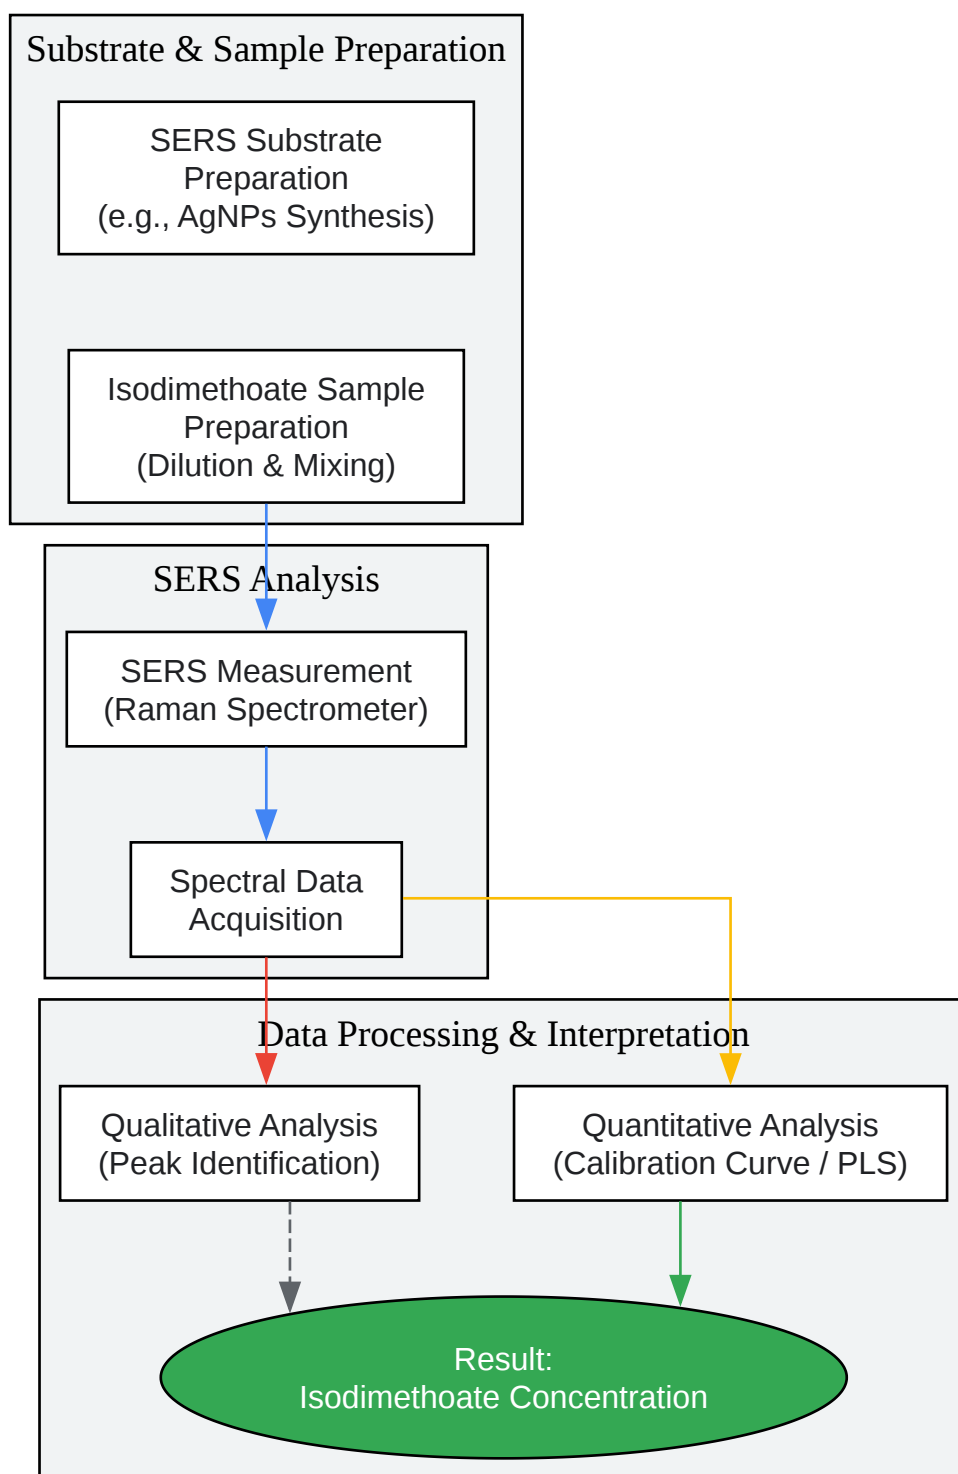 Substrate & Sample Preparation
SERS Substrate
Preparation
(e.g., AgNPs Synthesis)
Isodimethoate Sample
Preparation
(Dilution & Mixing)
SERS Analysis
SERS Measurement
(Raman Spectrometer)
Spectral Data
Acquisition
Data Processing & Interpretation
Qualitative Analysis
(Peak Identification)
Quantitative Analysis
(Calibration Curve / PLS)
Result:
Isodimethoate Concentration